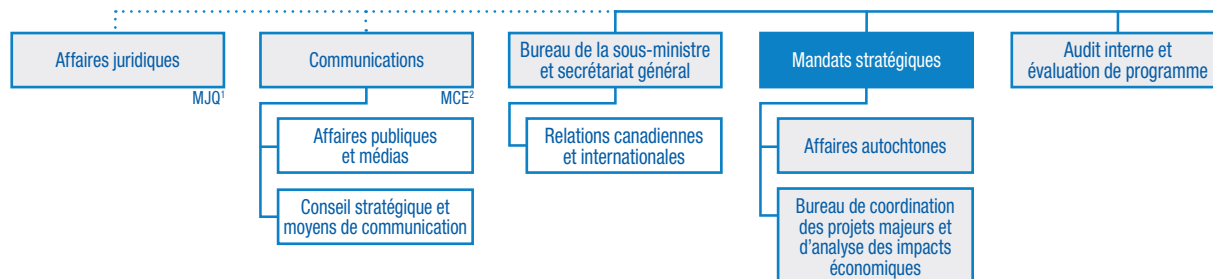 Affaires juridiques
MJQ¹
Communications
MCE²
Affaires publiques
et médias
Conseil stratégique et
moyens de communication
Bureau de la sous-ministre
et secrétariat général
Relations canadiennes
et internationales
Mandats stratégiques
Affaires autochtones
Bureau de coordination
des projets majeurs et
d'analyse des impacts
économiques
Audit interne et
évaluation de programme